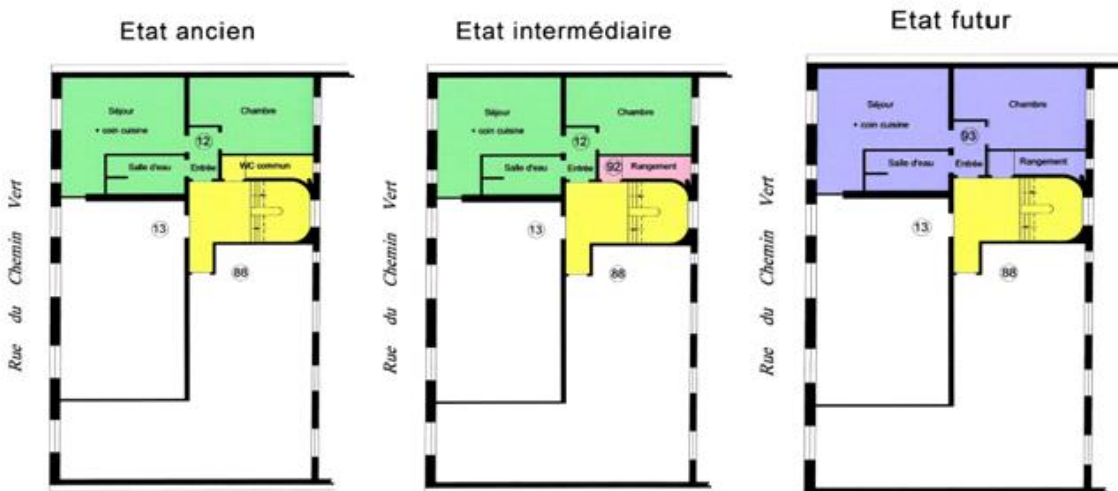 Etat ancien
Séjour
+ coin cuisine
Chambre
12
Salle d'eau
Entrée
WC commun
13
88
Rue du Chemin Vert
Etat intermédiaire
Séjour
+ coin cuisine
Chambre
12
Salle d'eau
Entrée
92
Rangement
13
88
Rue du Chemin Vert
Etat futur
Séjour
+ coin cuisine
Chambre
93
Salle d'eau
Entrée
Rangement
13
88
Rue du Chemin Vert